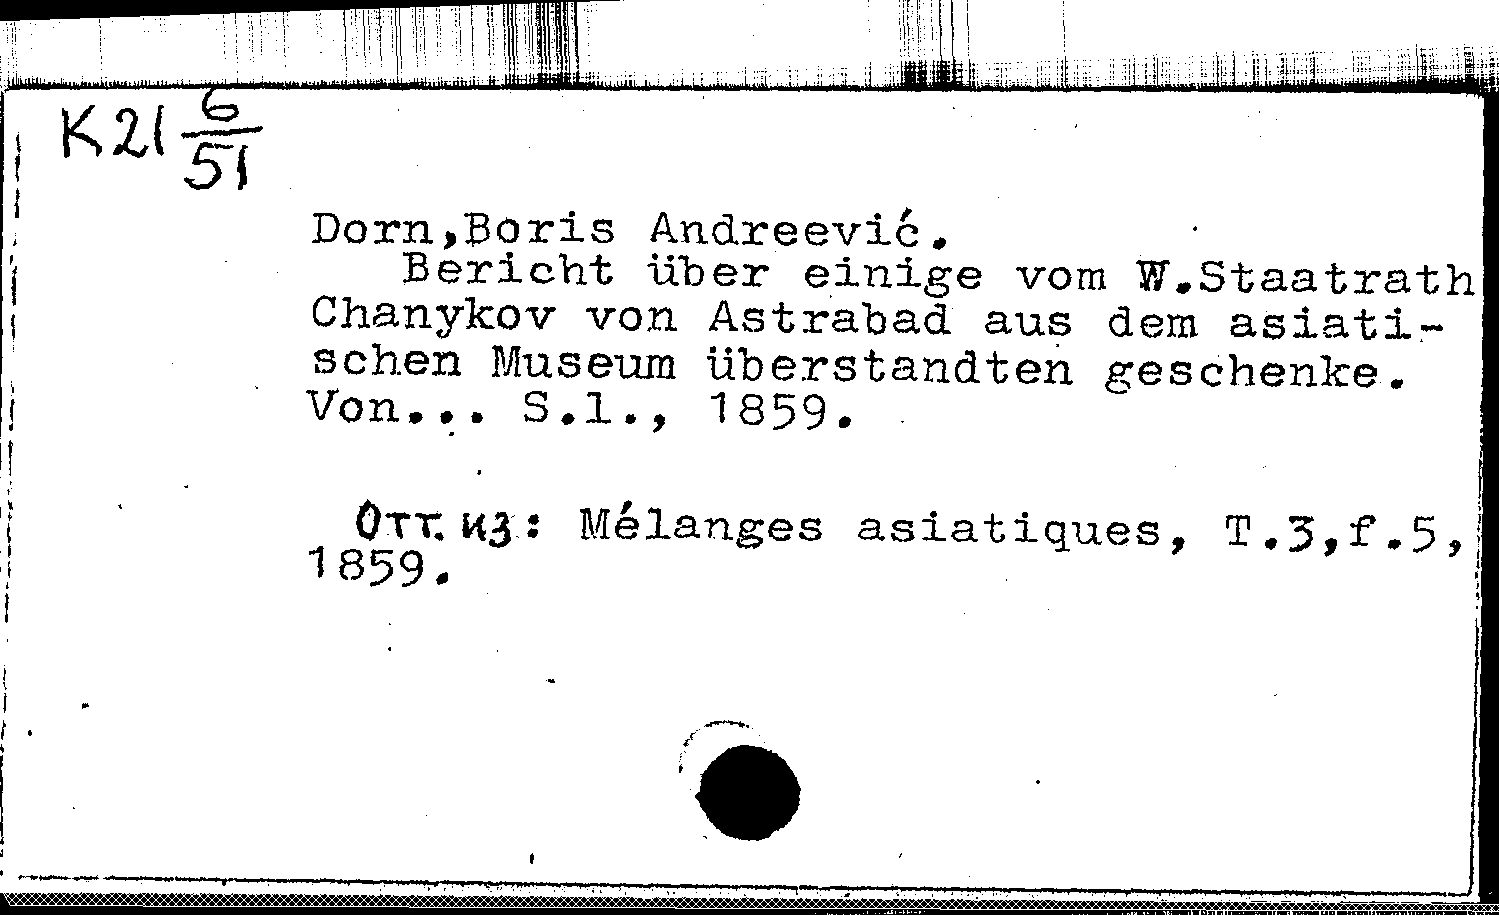 K21 6/51
Dorn,Boris Andreević.
Bericht über einige vom W.Staatrath
Chanykov von Astrabad aus dem asiati-
schen Museum überstandten geschenke.
Von... S.l., 1859.
Отт. из: Mélanges asiatiques, T.3,f.5,
1859.